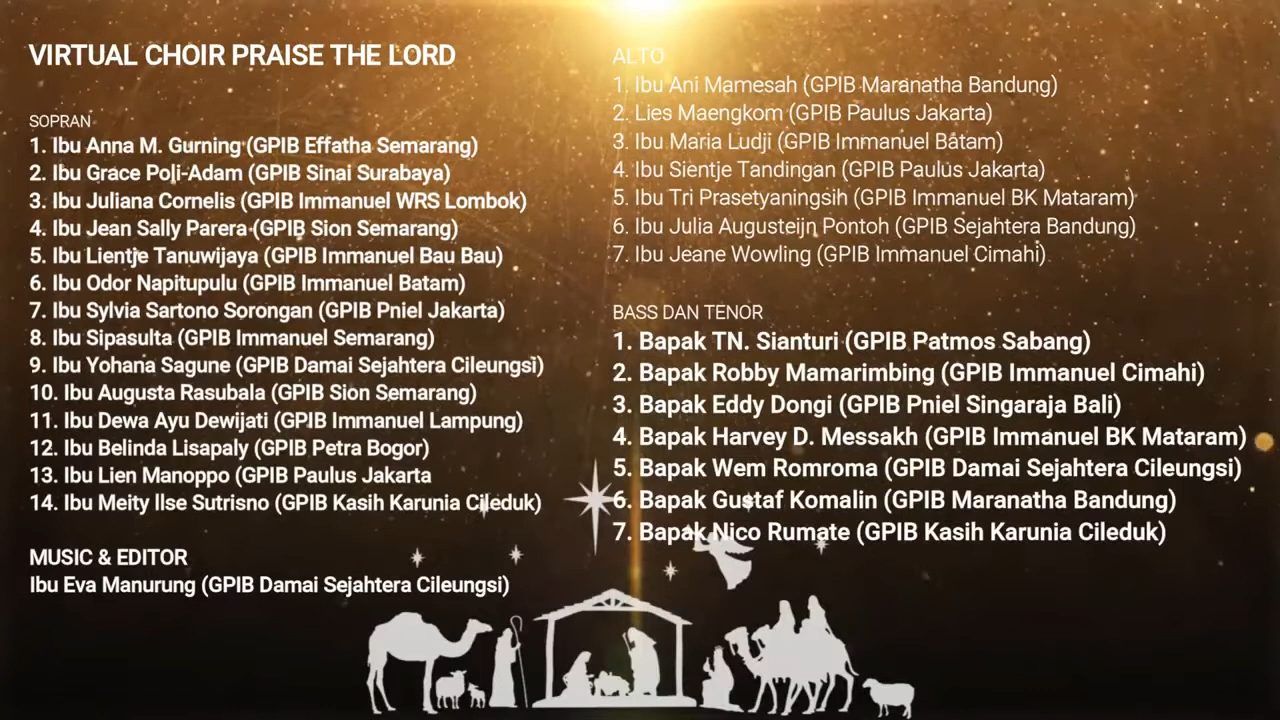 VIRTUAL CHOIR PRAISE THE LORD
SOPRAN
1. Ibu Anna M. Gurning (GPIB Effatha Semarang)
2. Ibu Grace Poli-Adam (GPIB Sinai Surabaya)
3. Ibu Juliana Cornelis (GPIB Immanuel WRS Lombok)
4. Ibu Jean Sally Parera (GPIB Sion Semarang)
5. Ibu Lientje Tanuwijaya (GPIB Immanuel Bau Bau)
6. Ibu Odor Napitupulu (GPIB Immanuel Batam)
7. Ibu Sylvia Sartono Sorongan (GPIB Pniel Jakarta)
8. Ibu Sipasulta (GPIB Immanuel Semarang)
9. Ibu Yohana Sagune (GPIB Damai Sejahtera Cileungsi)
10. Ibu Augusta Rasubala (GPIB Sion Semarang)
11. Ibu Dewa Ayu Dewijati (GPIB Immanuel Lampung)
12. Ibu Belinda Lisapaly (GPIB Petra Bogor)
13. Ibu Lien Manoppo (GPIB Paulus Jakarta
14. Ibu Meity Ilse Sutrisno (GPIB Kasih Karunia Cileduk)
MUSIC & EDITOR
Ibu Eva Manurung (GPIB Damai Sejahtera Cileungsi)
ALTO
1. Ibu Ani Mamesah (GPIB Maranatha Bandung)
2. Lies Maengkom (GPIB Paulus Jakarta)
3. Ibu Maria Ludji (GPIB Immanuel Batam)
4. Ibu Sientje Tandingan (GPIB Paulus Jakarta)
5. Ibu Tri Prasetyaningsih (GPIB Immanuel BK Mataram)
6. Ibu Julia Augusteijn Pontoh (GPIB Sejahtera Bandung)
7. Ibu Jeane Wowling (GPIB Immanuel Cimahi)
BASS DAN TENOR
1. Bapak TN. Sianturi (GPIB Patmos Sabang)
2. Bapak Robby Mamarimbing (GPIB Immanuel Cimahi)
3. Bapak Eddy Dongi (GPIB Pniel Singaraja Bali)
4. Bapak Harvey D. Messakh (GPIB Immanuel BK Mataram)
5. Bapak Wem Romroma (GPIB Damai Sejahtera Cileungsi)
6. Bapak Gustaf Komalin (GPIB Maranatha Bandung)
7. Bapak Nico Rumate (GPIB Kasih Karunia Cileduk)